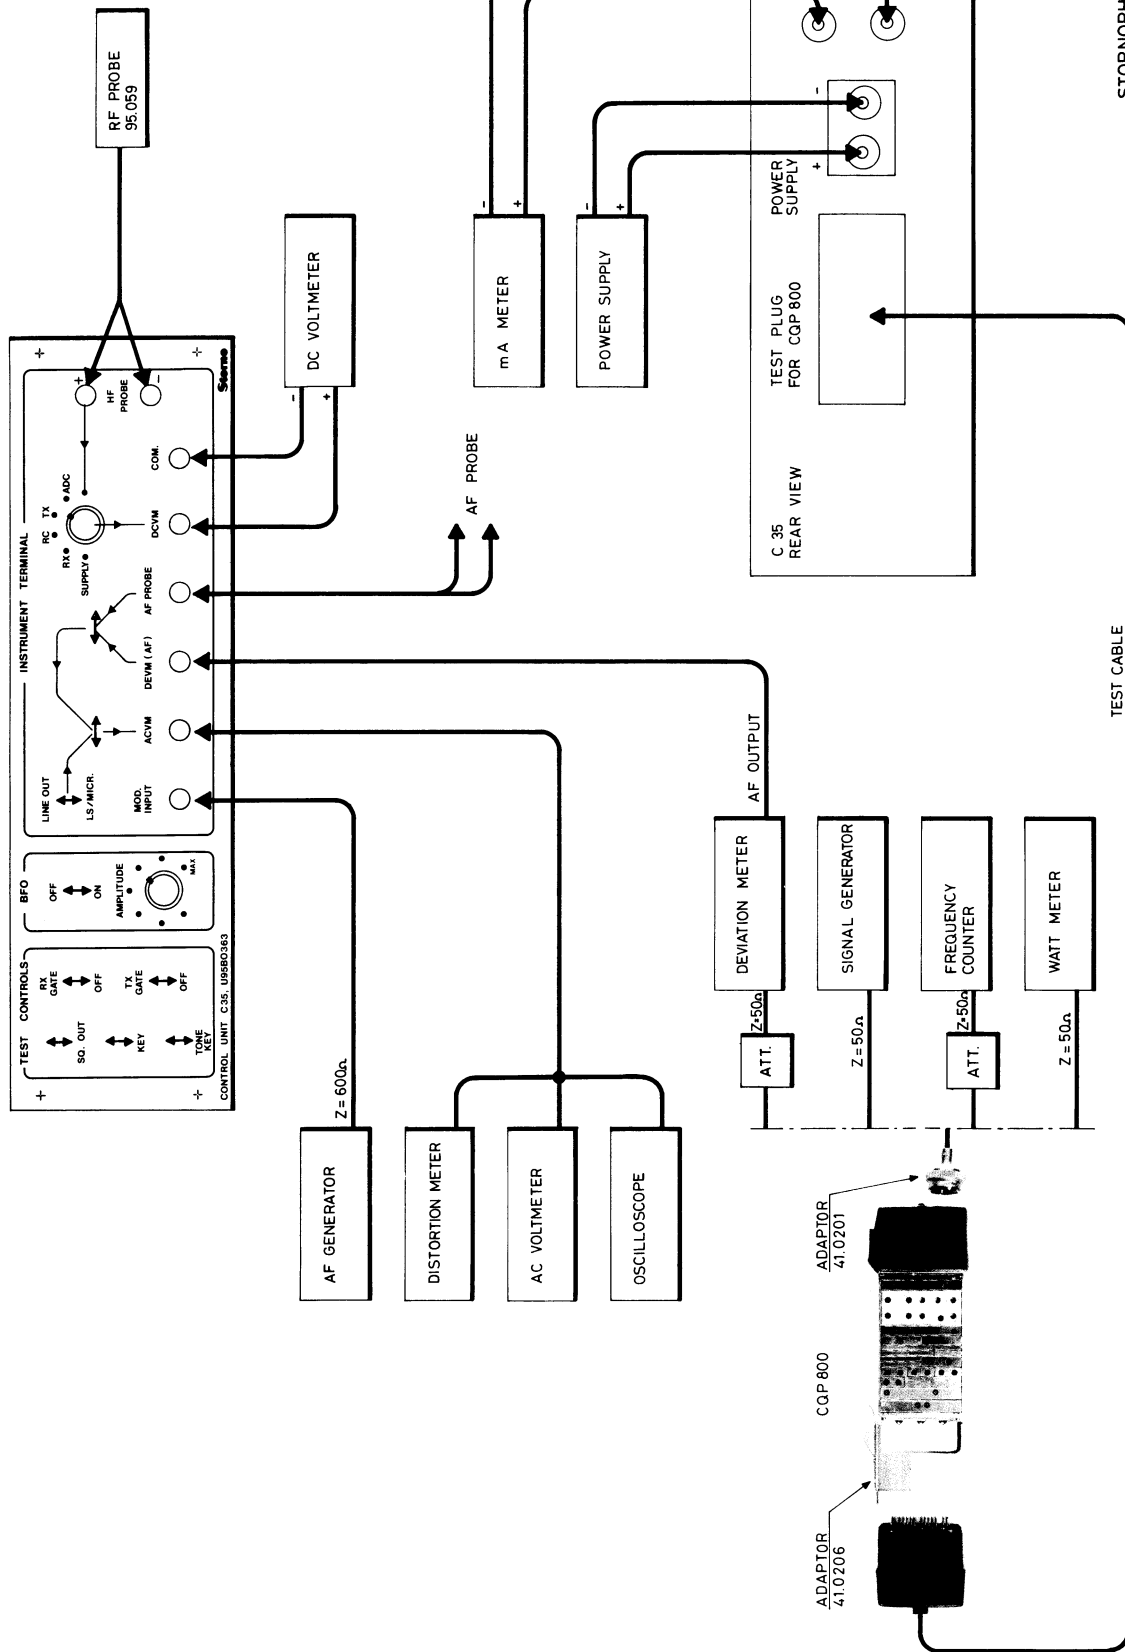 TEST CONTROLS
SQ. OUT
KEY
TONE
KEY
RX
GATE
OFF
TX
GATE
OFF
BFO
OFF
ON
AMPLITUDE
MAX
INSTRUMENT TERMINAL
LINE OUT
LS/MICR.
MOD.
INPUT
ACVM
DEVM (AF)
AF PROBE
DCVM
COM.
SUPPLY
RX
RC
TX
ADC
+
HF
PROBE
-
CONTROL UNIT C35, U95B0363
Storno
RF PROBE
95.059
Z = 600Ω
AF GENERATOR
DISTORTION METER
AC VOLTMETER
OSCILLOSCOPE
DC VOLTMETER
-
+
AF PROBE
mA METER
-
+
POWER SUPPLY
-
+
AF OUTPUT
DEVIATION METER
Z=50Ω
ATT.
SIGNAL GENERATOR
Z = 50Ω
FREQUENCY
COUNTER
Z=50Ω
ATT.
WATT METER
Z = 50Ω
C 35
REAR VIEW
TEST PLUG
FOR CQP 800
POWER
SUPPLY
+
-
ADAPTOR
41.0206
CQP 800
ADAPTOR
41.0201
TEST CABLE